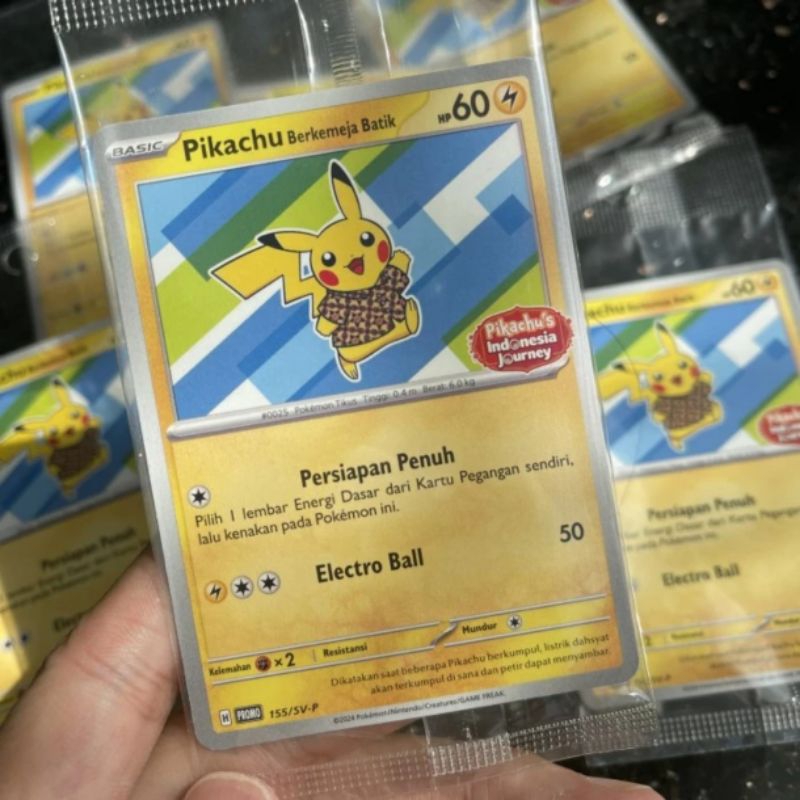 BASIC
Pikachu Berkemeja Batik
HP 60
Pikachu's
Indonesia
Journey
#0025 Pokémon Tikus Tinggi: 0.4 m Berat: 6.0 kg
Persiapan Penuh
Pilih 1 lembar Energi Dasar dari Kartu Pegangan sendiri,
lalu kenakan pada Pokémon ini.
Electro Ball 50
Kelemahan ×2 Resistansi Mundur
Dikatakan saat beberapa Pikachu berkumpul, listrik dahsyat
akan terkumpul di sana dan petir dapat menyambar.
H PROMO 155/SV-P
©2024 Pokémon/Nintendo/Creatures/GAME FREAK.
60
Persiapan Penuh
Electro Ball
Persiapan Penuh